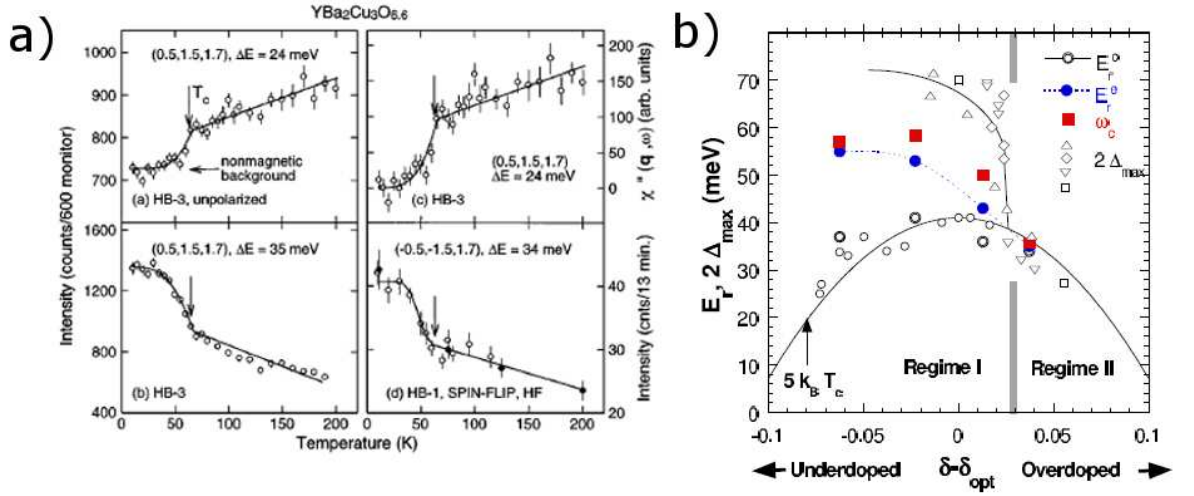 a)
YBa2Cu3O6.6
Intensity (counts/600 monitor)
1000
900
800
700
600
(0.5,1.5,1.7), ΔE = 24 meV
Tc
nonmagnetic
background
(a) HB-3, unpolarized
200
150
100
50
0
χ" (q,ω) (arb. units)
(0.5,1.5,1.7)
ΔE = 24 meV
(c) HB-3
1600
1400
1200
1000
800
600
400
(0.5,1.5,1.7), ΔE = 35 meV
(b) HB-3
(-0.5,-1.5,1.7), ΔE = 34 meV
(d) HB-1, SPIN-FLIP, HF
40
30
20
Intensity (cnts/13 min.)
0 50 100 150 200
0 50 100 150 200
Temperature (K)
b)
Er, 2 Δmax (meV)
70
60
50
40
30
20
10
0
Er o
Er e
ωc
2 Δmax
5 kB Tc
Regime I
Regime II
-0.1 -0.05 0 0.05 0.1
Underdoped δ-δopt Overdoped